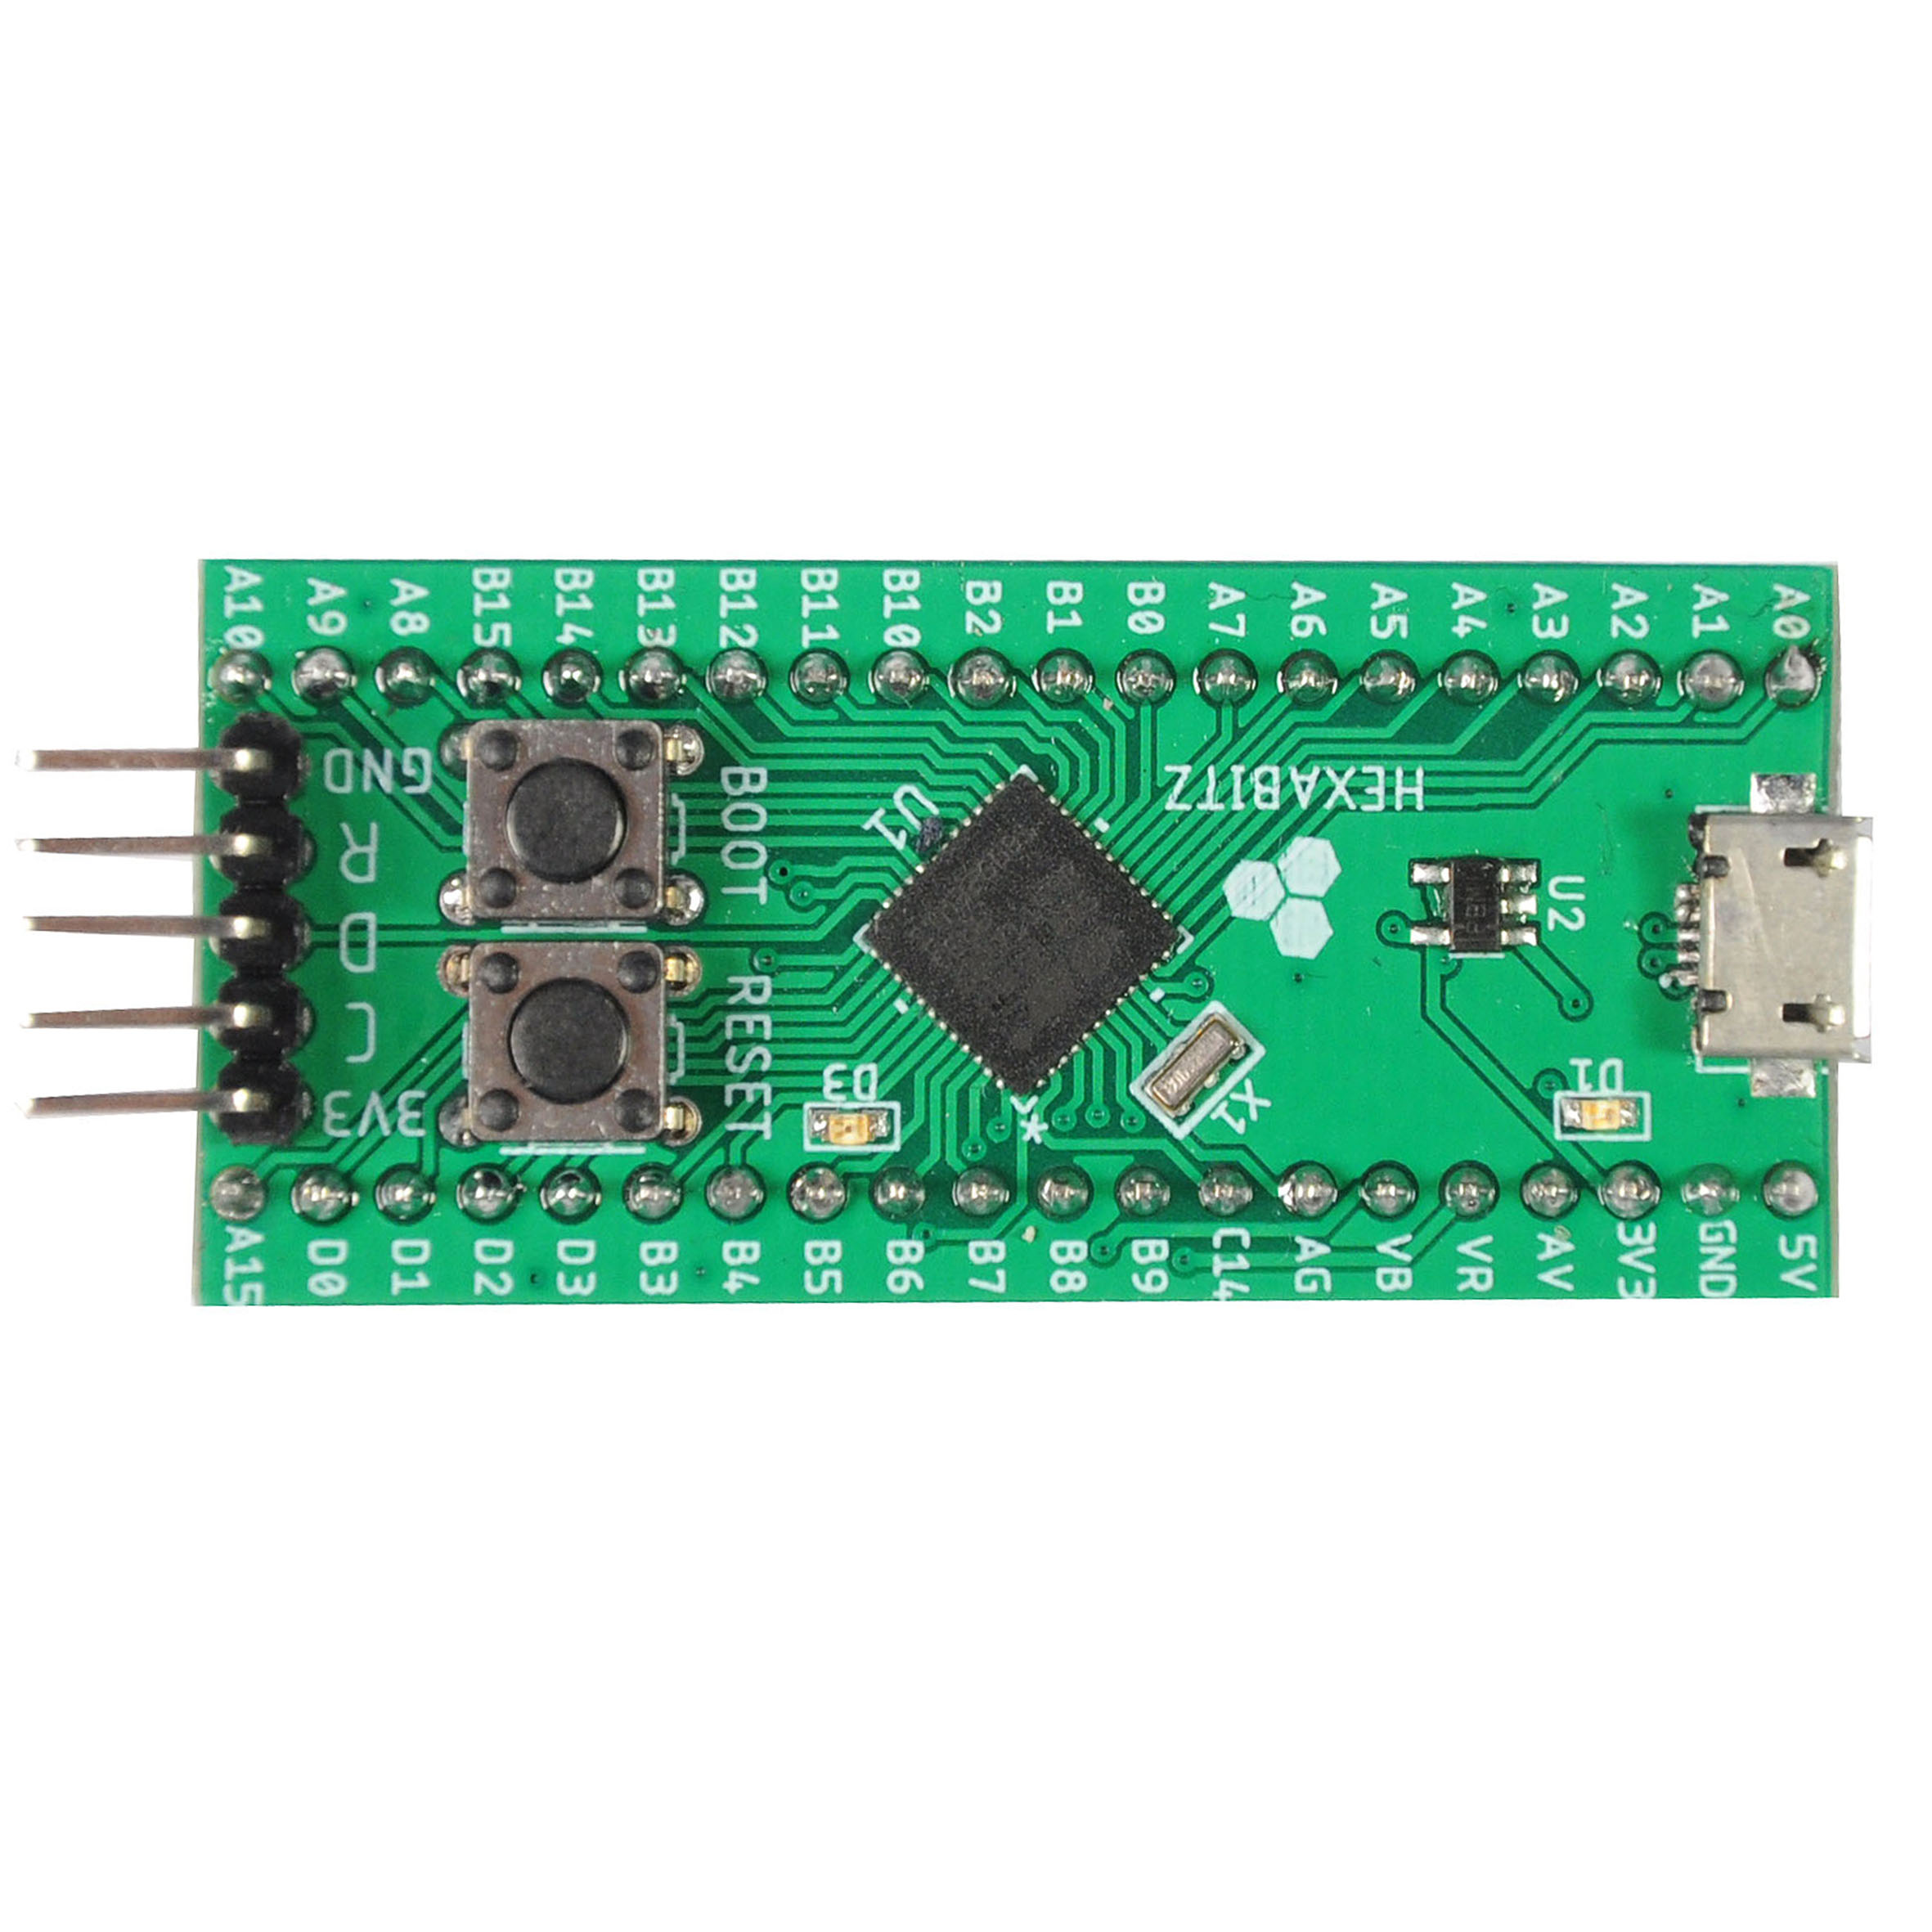 5V GND 3V3 AV VR VB AG C14 B9 B8 B7 B6 B5 B4 B3 D3 D2 D1 D0 A15
D1
X1
*
D3
RESET
3V3
C
D
R
GND
U2
BOOT
U1
HEXABITZ
A0 A1 A2 A3 A4 A5 A6 A7 B0 B1 B2 B10 B11 B12 B13 B14 B15 A8 A9 A10